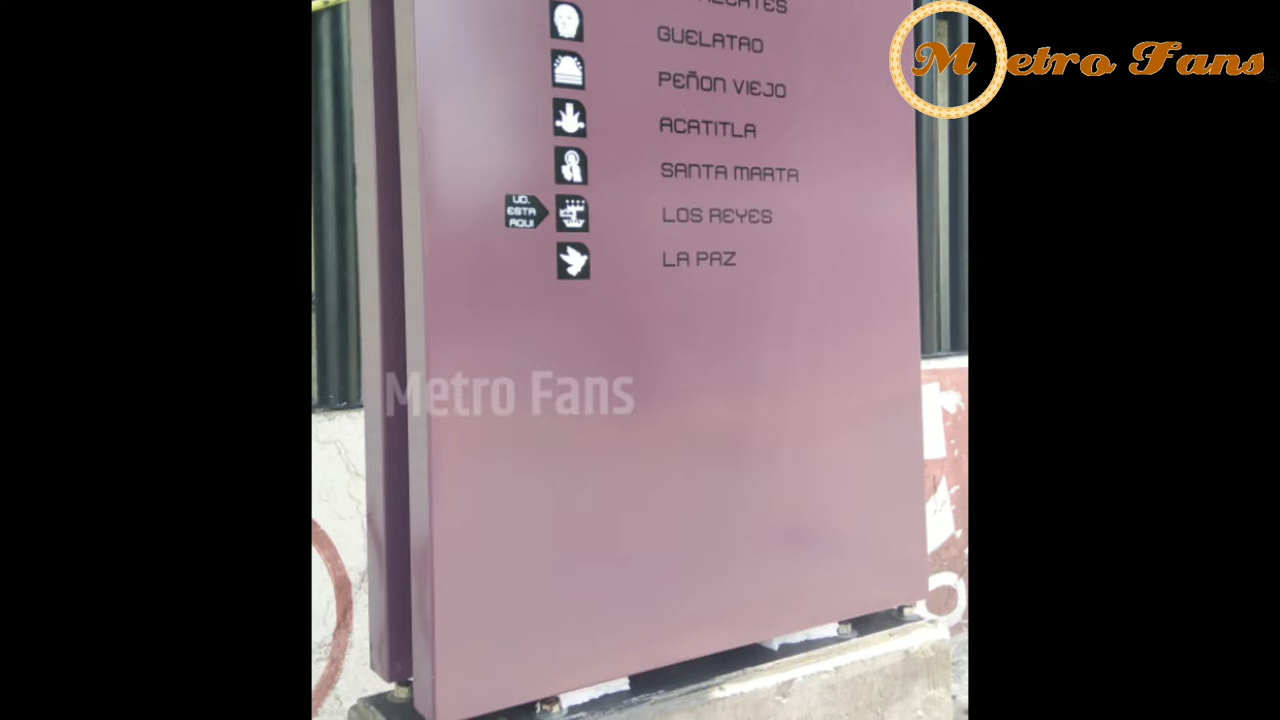 Metro Fans
GUELATAO
PEÑON VIEJO
ACATITLA
SANTA MARTA
UD.
ESTA
AQUI
LOS REYES
LA PAZ
Metro Fans